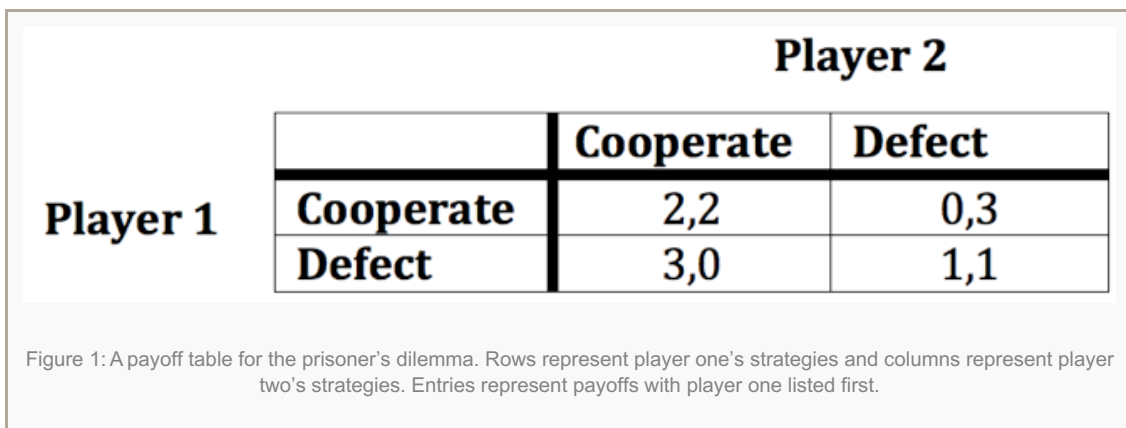 Player 2
Cooperate Defect
Player 1 Cooperate 2,2 0,3
Defect 3,0 1,1
Figure 1: A payoff table for the prisoner’s dilemma. Rows represent player one’s strategies and columns represent player
two’s strategies. Entries represent payoffs with player one listed first.